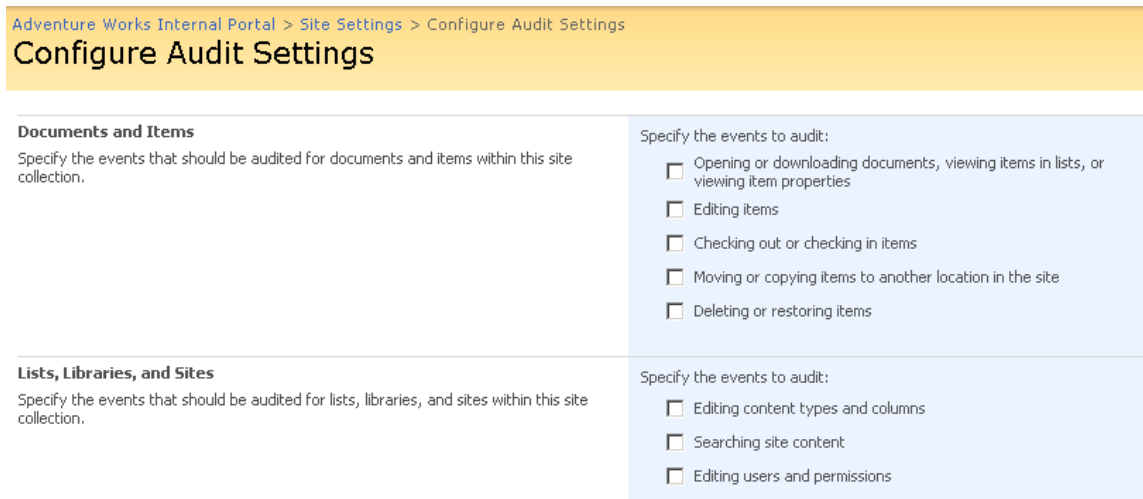 Adventure Works Internal Portal > Site Settings > Configure Audit Settings
Configure Audit Settings
Documents and Items
Specify the events that should be audited for documents and items within this site
collection.
Specify the events to audit:
Opening or downloading documents, viewing items in lists, or
viewing item properties
Editing items
Checking out or checking in items
Moving or copying items to another location in the site
Deleting or restoring items
Lists, Libraries, and Sites
Specify the events that should be audited for lists, libraries, and sites within this site
collection.
Specify the events to audit:
Editing content types and columns
Searching site content
Editing users and permissions